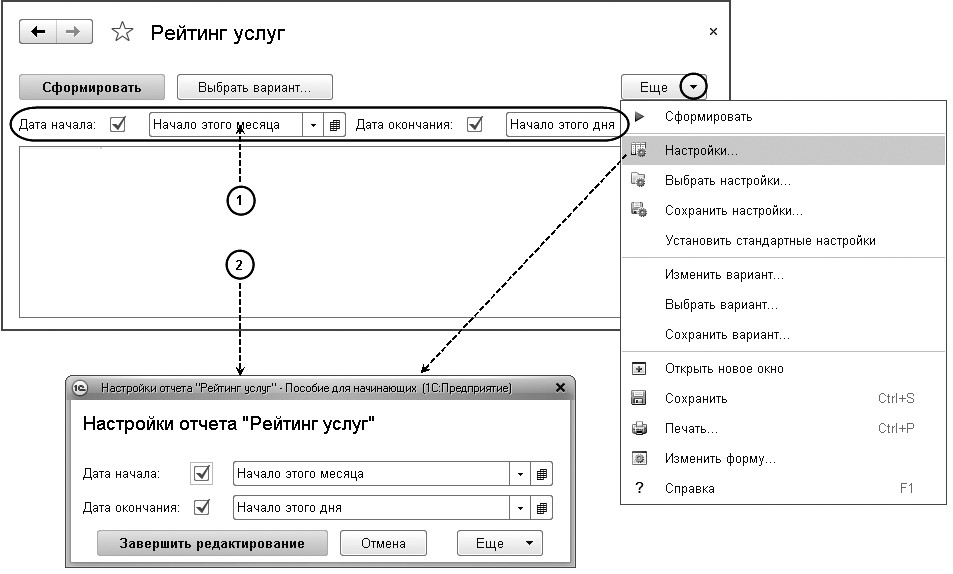 Рейтинг услуг
×
Сформировать Выбрать вариант... Еще
Дата начала: Начало этого месяца Дата окончания: Начало этого дня
1
2
Сформировать
Настройки...
Выбрать настройки...
Сохранить настройки...
Установить стандартные настройки
Изменить вариант...
Выбрать вариант...
Сохранить вариант...
Открыть новое окно
Сохранить Ctrl+S
Печать... Ctrl+P
Изменить форму...
? Справка F1
1С Настройки отчета "Рейтинг услуг" - Пособие для начинающих (1С:Предприятие)
Настройки отчета "Рейтинг услуг"
Дата начала: Начало этого месяца
Дата окончания: Начало этого дня
Завершить редактирование Отмена Еще